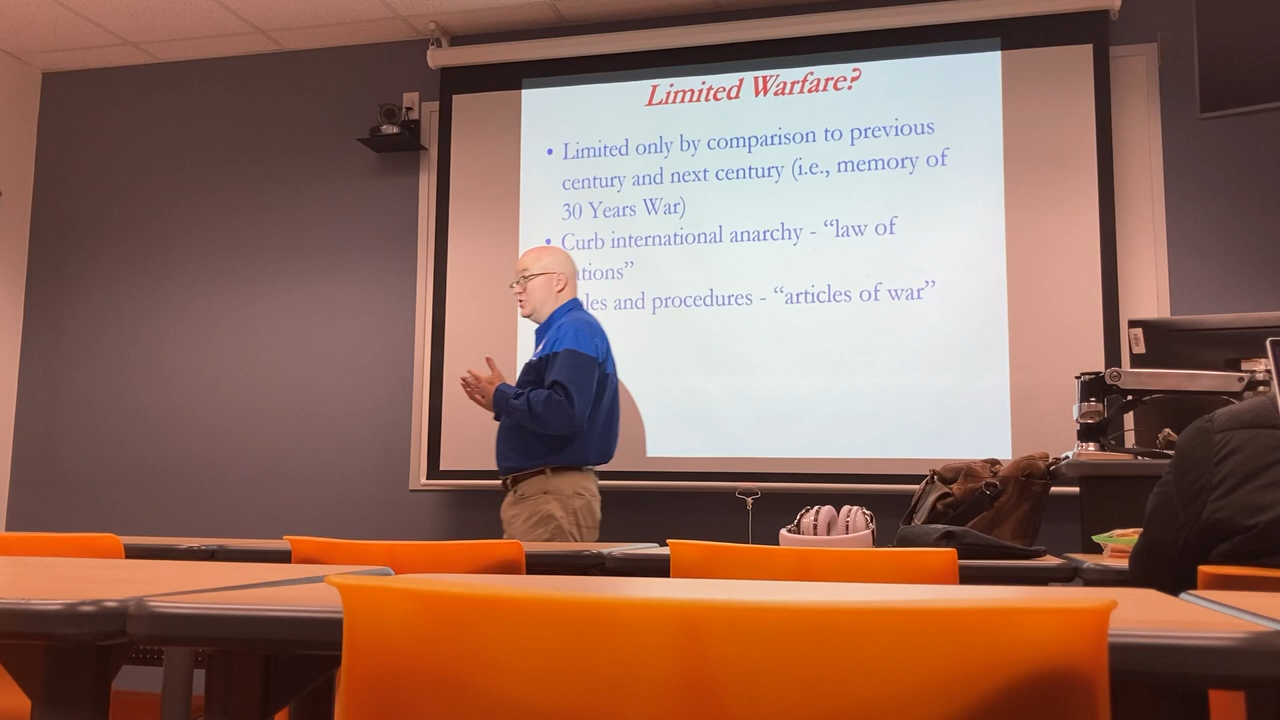 Limited Warfare?
• Limited only by comparison to previous
century and next century (i.e., memory of
30 Years War)
• Curb international anarchy - “law of
ations”
les and procedures - “articles of war”